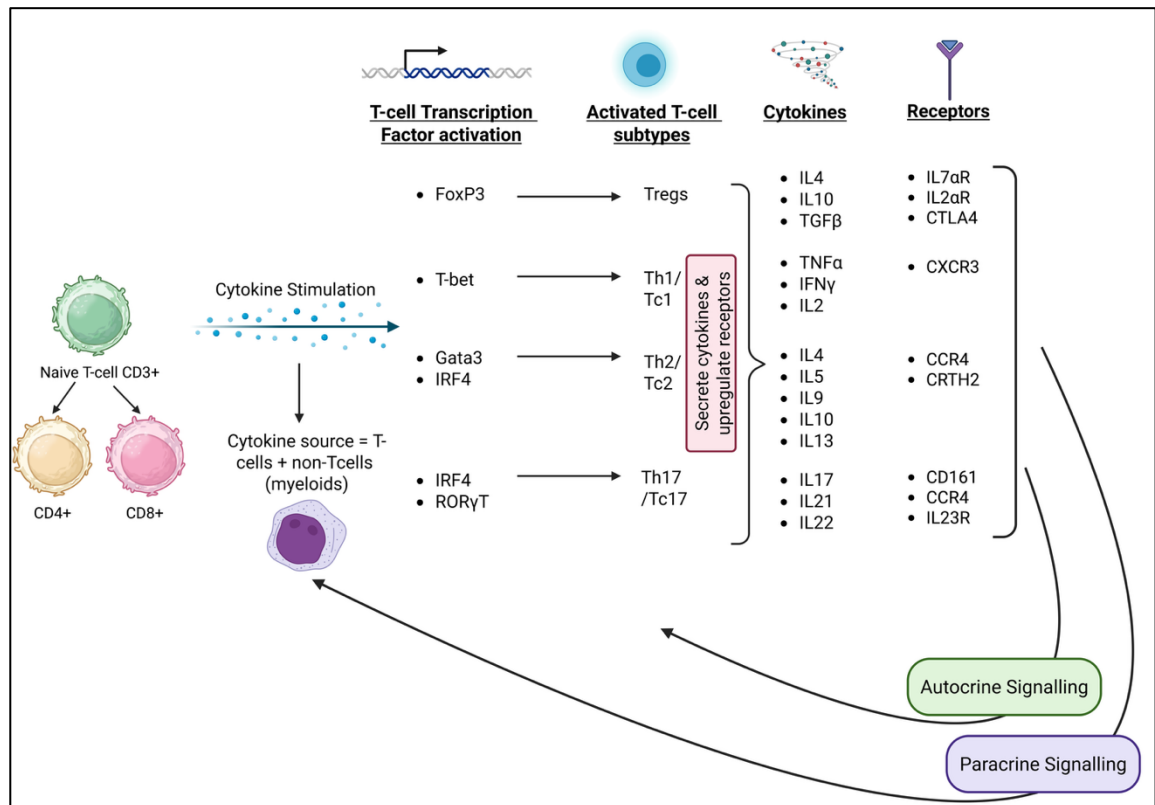 T-cell Transcription
Factor activation
Activated T-cell
subtypes
Cytokines
Receptors
Naive T-cell CD3+
CD4+
CD8+
Cytokine Stimulation
Cytokine source = T-
cells + non-Tcells
(myeloids)
• FoxP3
Tregs
• T-bet
Th1/
Tc1
• Gata3
• IRF4
Th2/
Tc2
• IRF4
• RORγT
Th17
/Tc17
Secrete cytokines &
upregulate receptors
• IL4
• IL10
• TGFβ
• TNFα
• IFNγ
• IL2
• IL4
• IL5
• IL9
• IL10
• IL13
• IL17
• IL21
• IL22
• IL7αR
• IL2αR
• CTLA4
• CXCR3
• CCR4
• CRTH2
• CD161
• CCR4
• IL23R
Autocrine Signalling
Paracrine Signalling